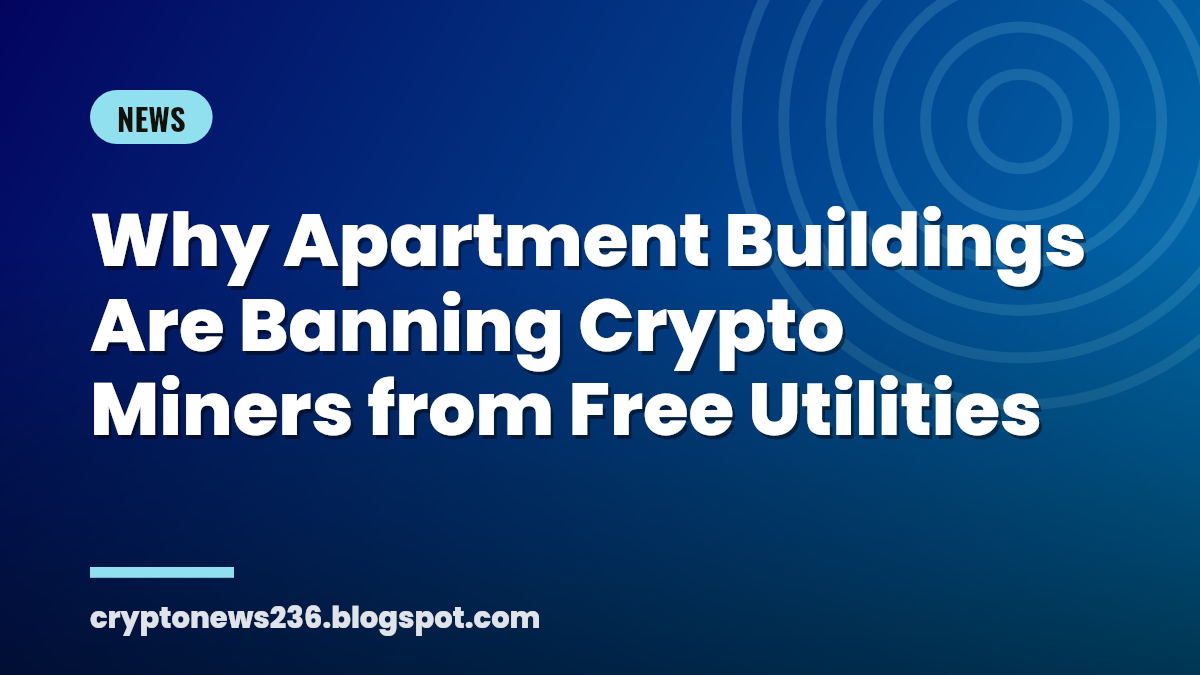 NEWS
Why Apartment Buildings
Are Banning Crypto
Miners from Free Utilities
cryptonews236.blogspot.com